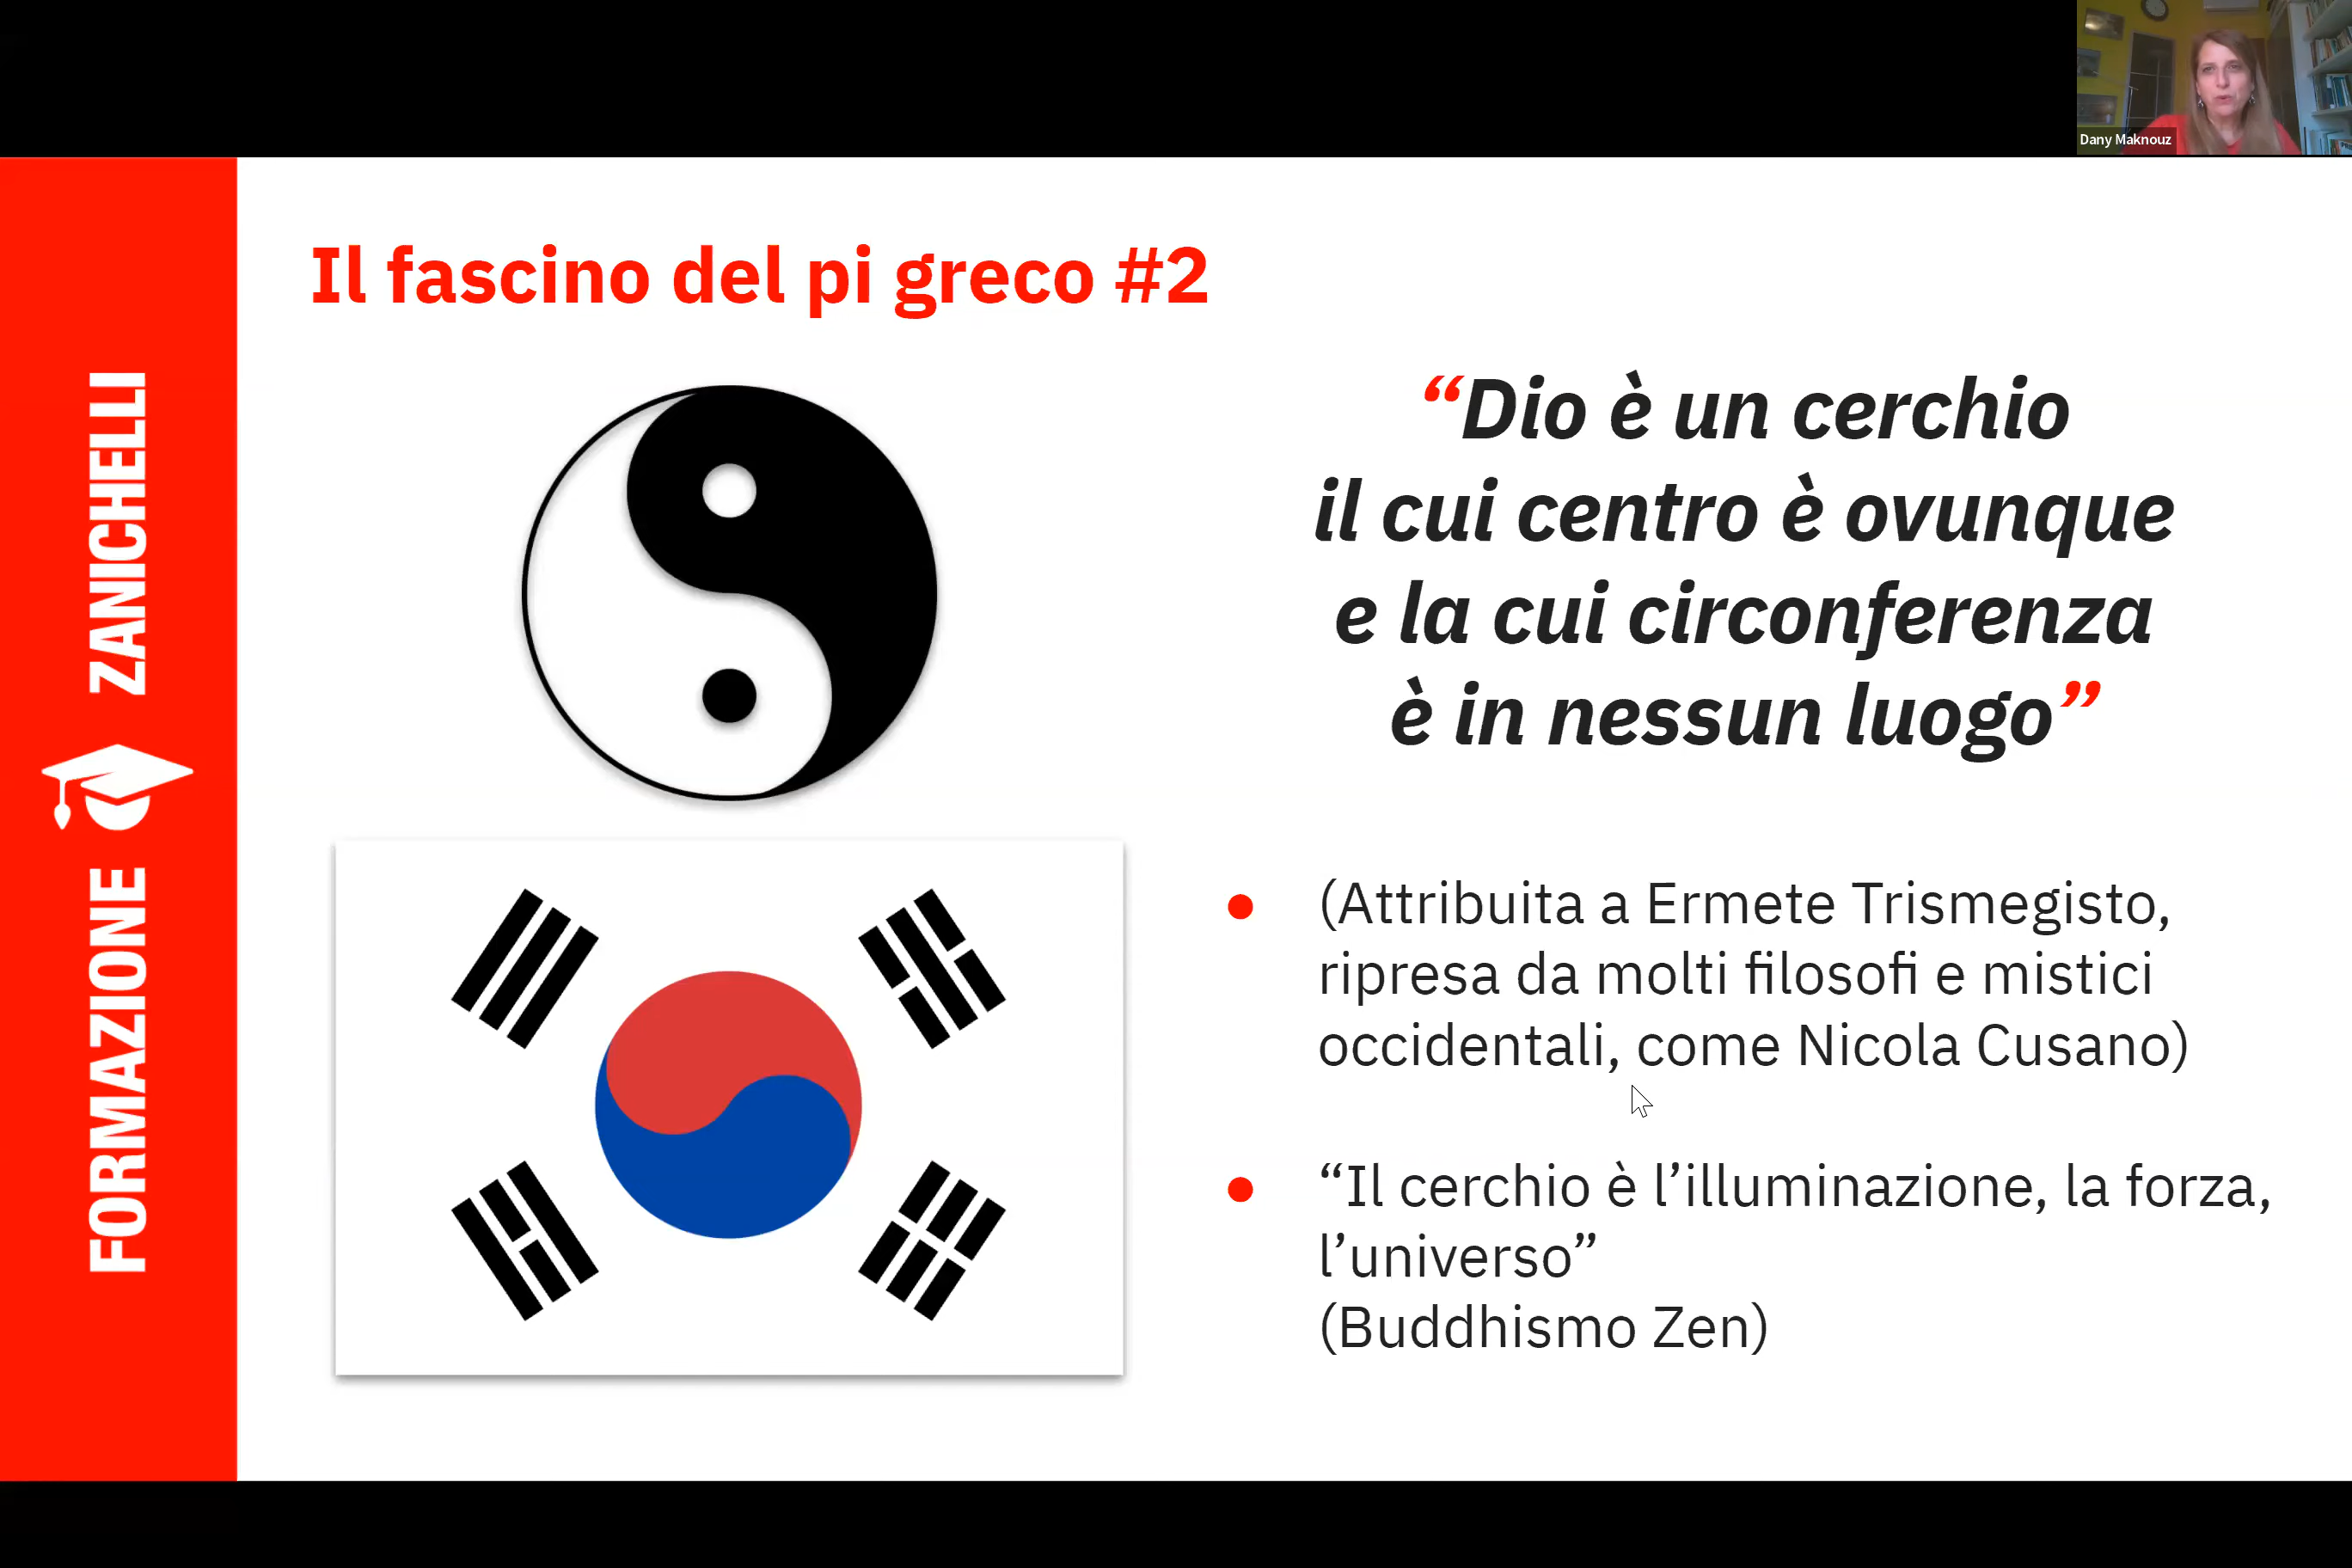 Dany Maknouz
FORMAZIONE ZANICHELLI
Il fascino del pi greco #2
“Dio è un cerchio
il cui centro è ovunque
e la cui circonferenza
è in nessun luogo”
(Attribuita a Ermete Trismegisto,
ripresa da molti filosofi e mistici
occidentali, come Nicola Cusano)
“Il cerchio è l’illuminazione, la forza,
l’universo”
(Buddhismo Zen)